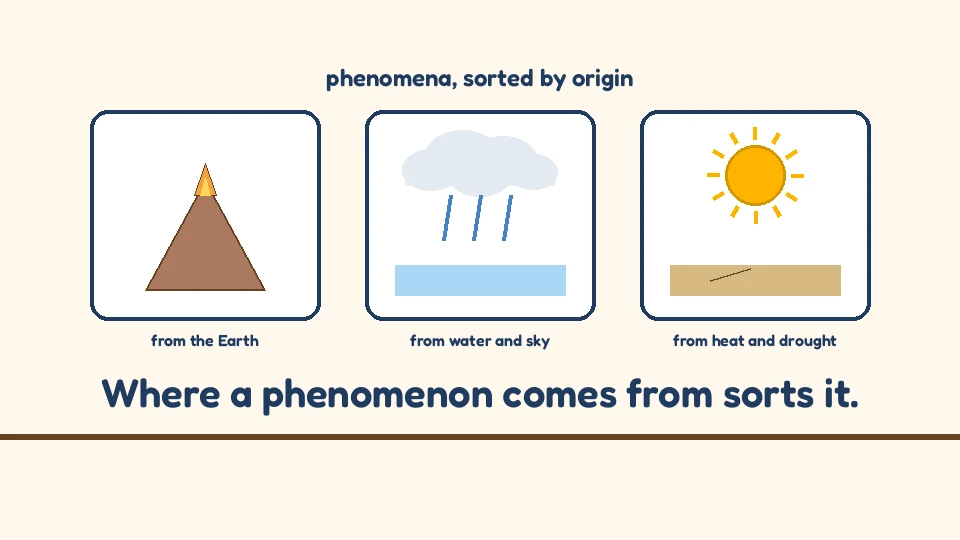 phenomena, sorted by origin
from the Earth
from water and sky
from heat and drought
Where a phenomenon comes from sorts it.